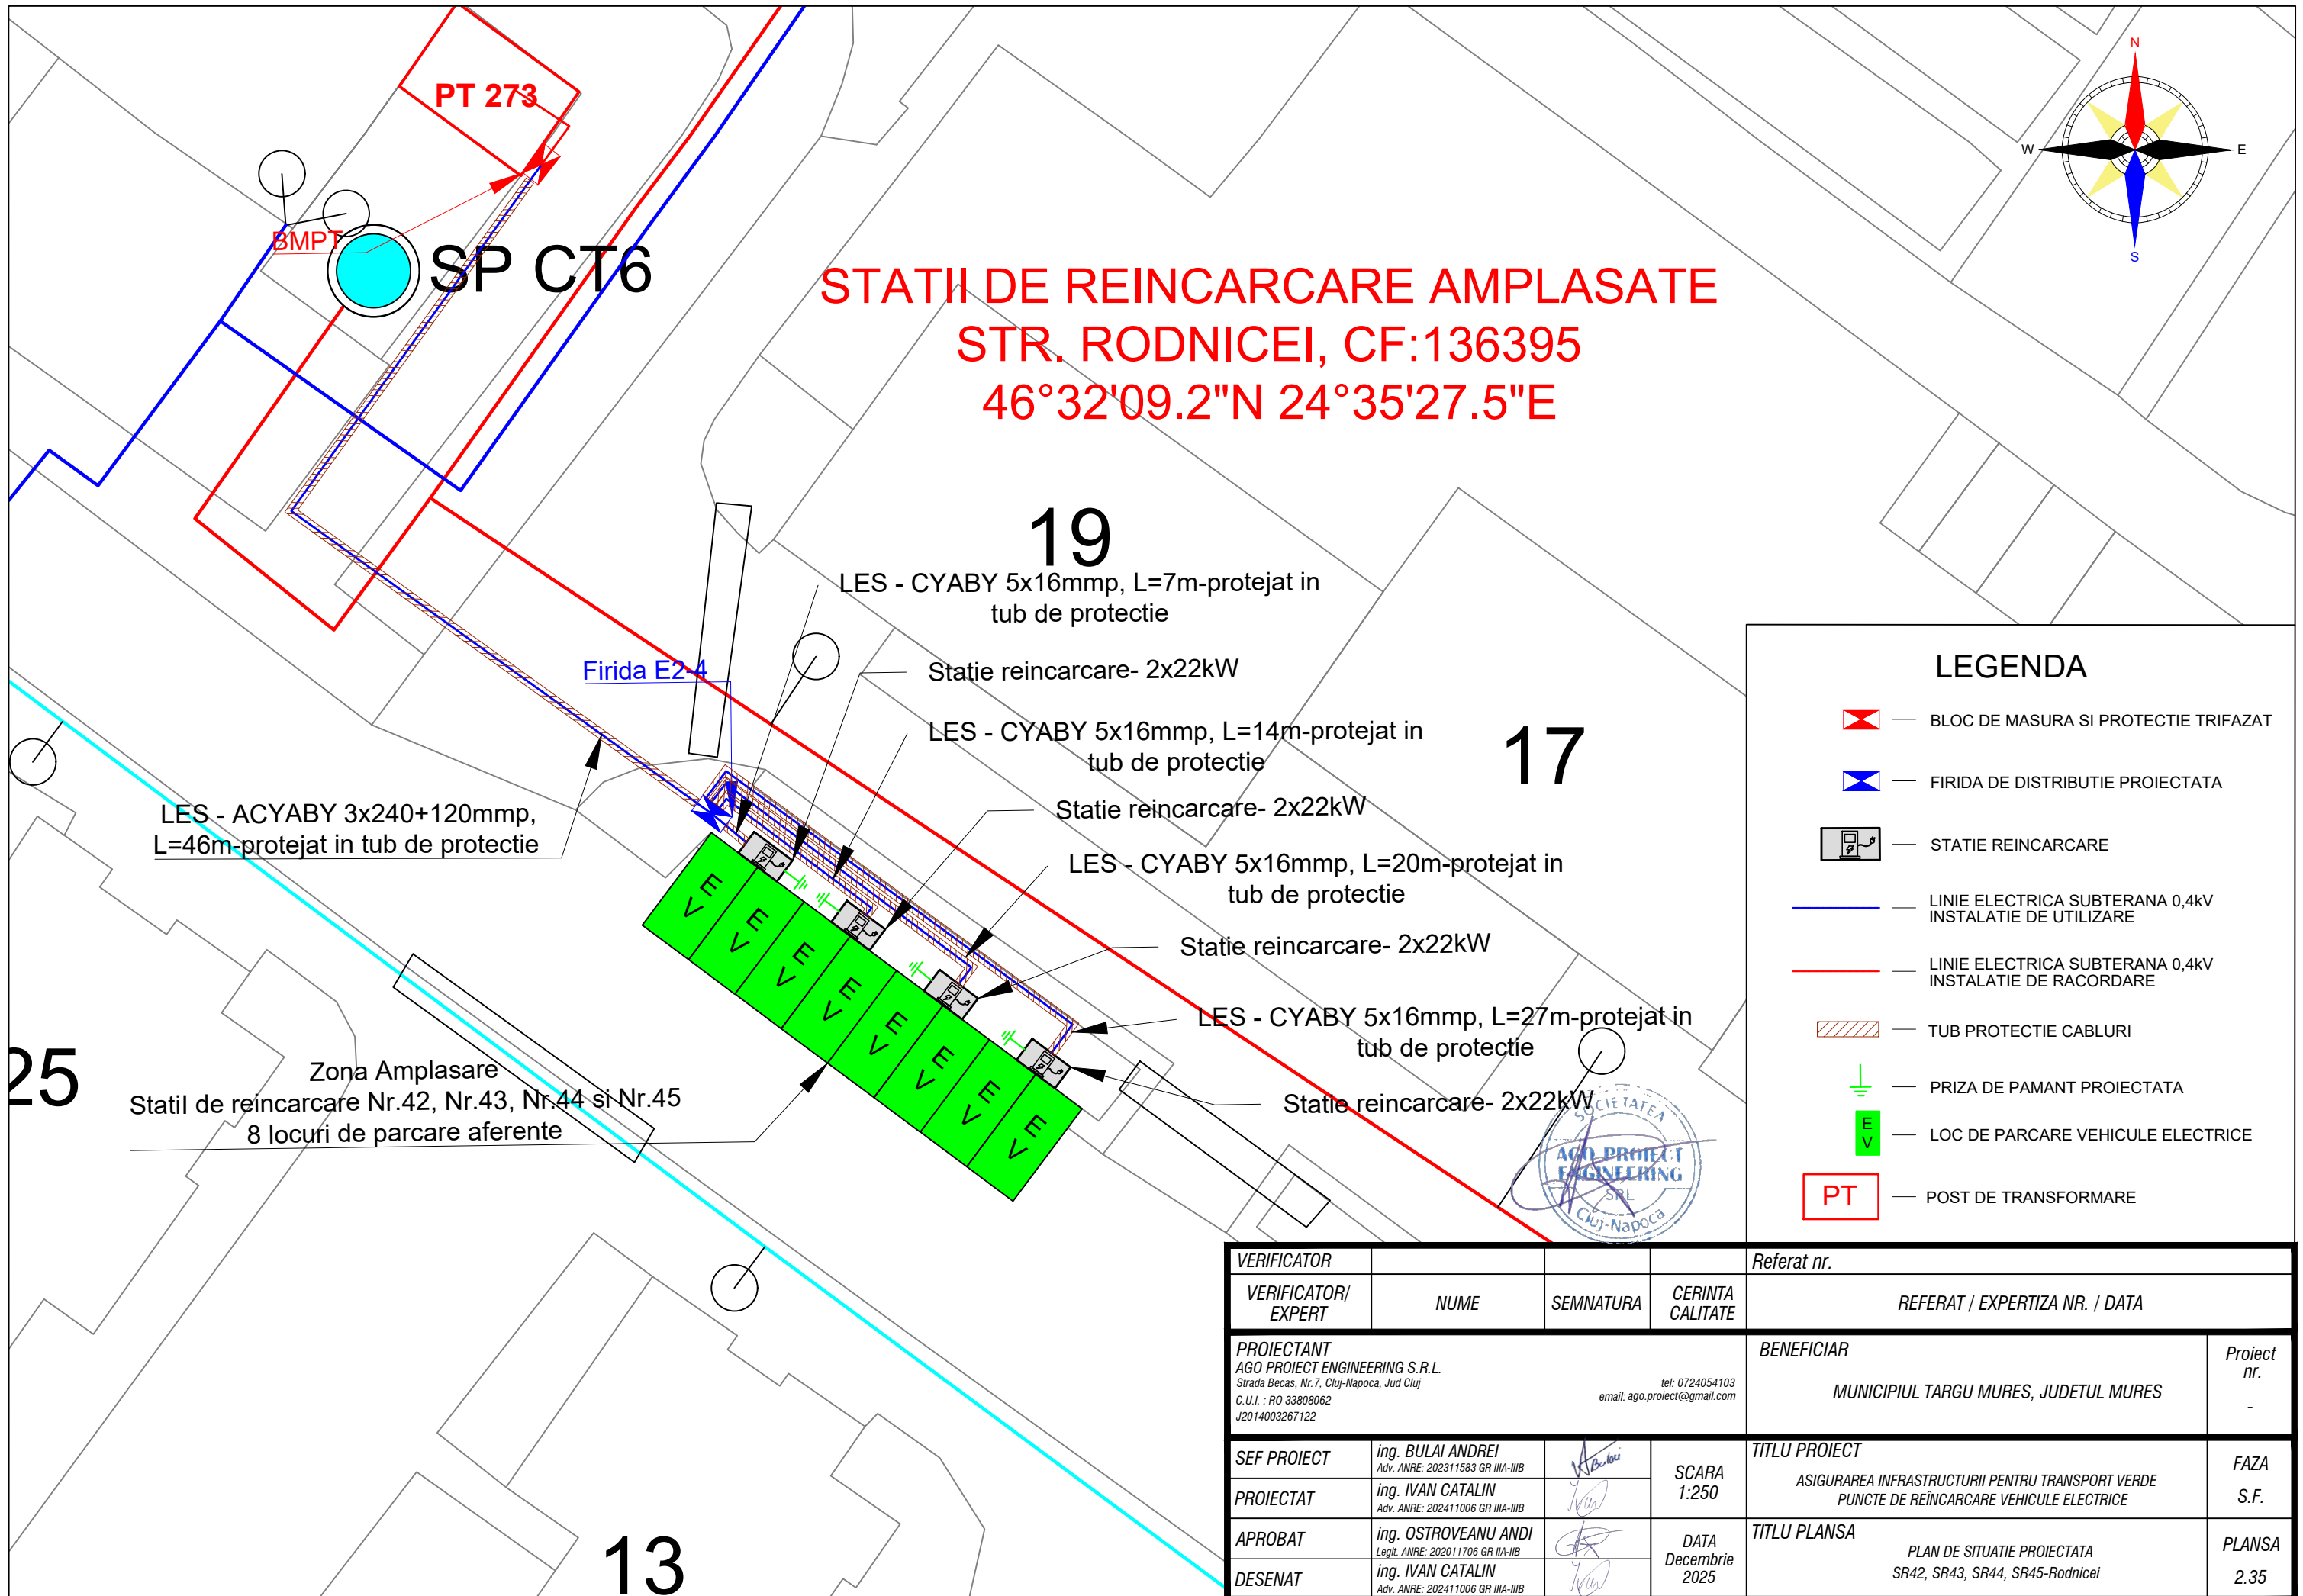 PT 273
BMPT
SP CT6
N
W
E
S
STATII DE REINCARCARE AMPLASATE
STR. RODNICEI, CF:136395
46°32'09.2"N 24°35'27.5"E
19
LES - CYABY 5x16mmp, L=7m-protejat in
tub de protectie
Firida E2-4
Statie reincarcare- 2x22kW
LES - CYABY 5x16mmp, L=14m-protejat in
tub de protectie
17
Statie reincarcare- 2x22kW
LES - ACYABY 3x240+120mmp,
L=46m-protejat in tub de protectie
LES - CYABY 5x16mmp, L=20m-protejat in
tub de protectie
Statie reincarcare- 2x22kW
LES - CYABY 5x16mmp, L=27m-protejat in
tub de protectie
Statie reincarcare- 2x22kW
E V
E V
E V
E V
E V
E V
E V
E V
25
Zona Amplasare
StatiI de reincarcare Nr.42, Nr.43, Nr.44 si Nr.45
8 locuri de parcare aferente
13
LEGENDA
BLOC DE MASURA SI PROTECTIE TRIFAZAT
FIRIDA DE DISTRIBUTIE PROIECTATA
STATIE REINCARCARE
LINIE ELECTRICA SUBTERANA 0,4kV
INSTALATIE DE UTILIZARE
LINIE ELECTRICA SUBTERANA 0,4kV
INSTALATIE DE RACORDARE
TUB PROTECTIE CABLURI
PRIZA DE PAMANT PROIECTATA
E
V
LOC DE PARCARE VEHICULE ELECTRICE
PT
POST DE TRANSFORMARE
SOCIETATEA
AGO PROIECT
ENGINEERING
SRL
Cluj-Napoca
VERIFICATOR
Referat nr.
VERIFICATOR/
EXPERT
NUME
SEMNATURA
CERINTA
CALITATE
REFERAT / EXPERTIZA NR. / DATA
PROIECTANT
AGO PROIECT ENGINEERING S.R.L.
Strada Becas, Nr.7, Cluj-Napoca, Jud Cluj
C.U.I. : RO 33808062
J2014003267122
tel: 0724054103
email: ago.proiect@gmail.com
BENEFICIAR
MUNICIPIUL TARGU MURES, JUDETUL MURES
Proiect
nr.
-
SEF PROIECT
ing. BULAI ANDREI
Adv. ANRE: 202311583 GR IIIA-IIIB
PROIECTAT
ing. IVAN CATALIN
Adv. ANRE: 202411006 GR IIIA-IIIB
APROBAT
ing. OSTROVEANU ANDI
Legit. ANRE: 202011706 GR IIA-IIB
DESENAT
ing. IVAN CATALIN
Adv. ANRE: 202411006 GR IIIA-IIIB
SCARA
1:250
DATA
Decembrie
2025
TITLU PROIECT
ASIGURAREA INFRASTRUCTURII PENTRU TRANSPORT VERDE
– PUNCTE DE REÎNCARCARE VEHICULE ELECTRICE
FAZA
S.F.
TITLU PLANSA
PLAN DE SITUATIE PROIECTATA
SR42, SR43, SR44, SR45-Rodnicei
PLANSA
2.35